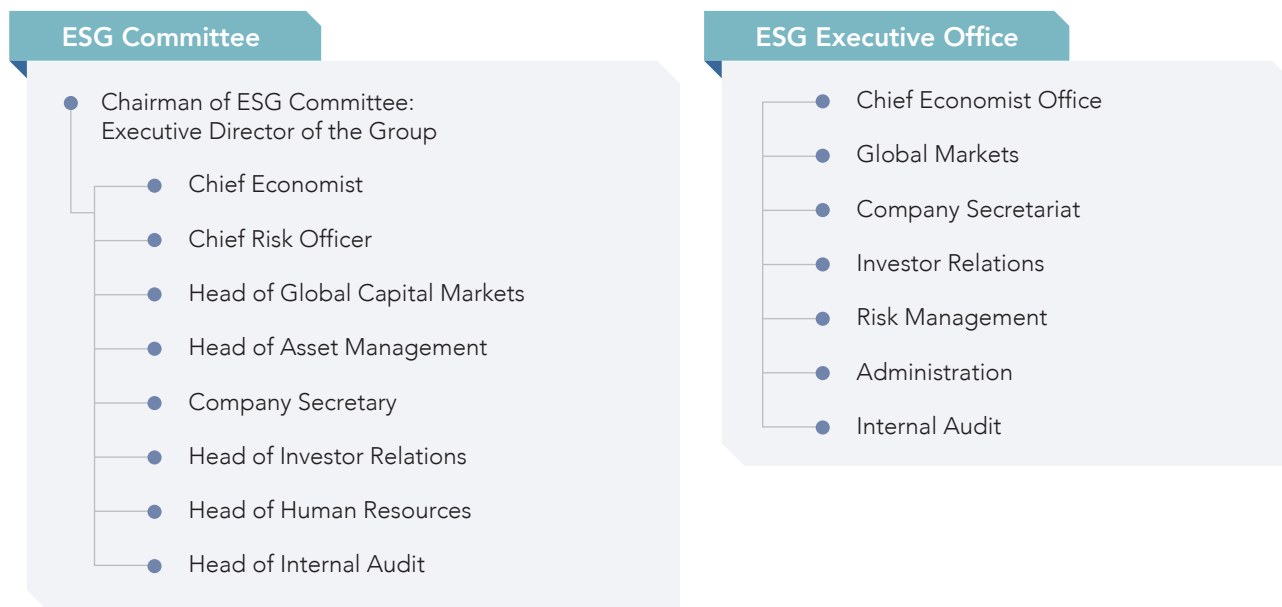 ESG Committee
Chairman of ESG Committee:
Executive Director of the Group
Chief Economist
Chief Risk Officer
Head of Global Capital Markets
Head of Asset Management
Company Secretary
Head of Investor Relations
Head of Human Resources
Head of Internal Audit
ESG Executive Office
Chief Economist Office
Global Markets
Company Secretariat
Investor Relations
Risk Management
Administration
Internal Audit